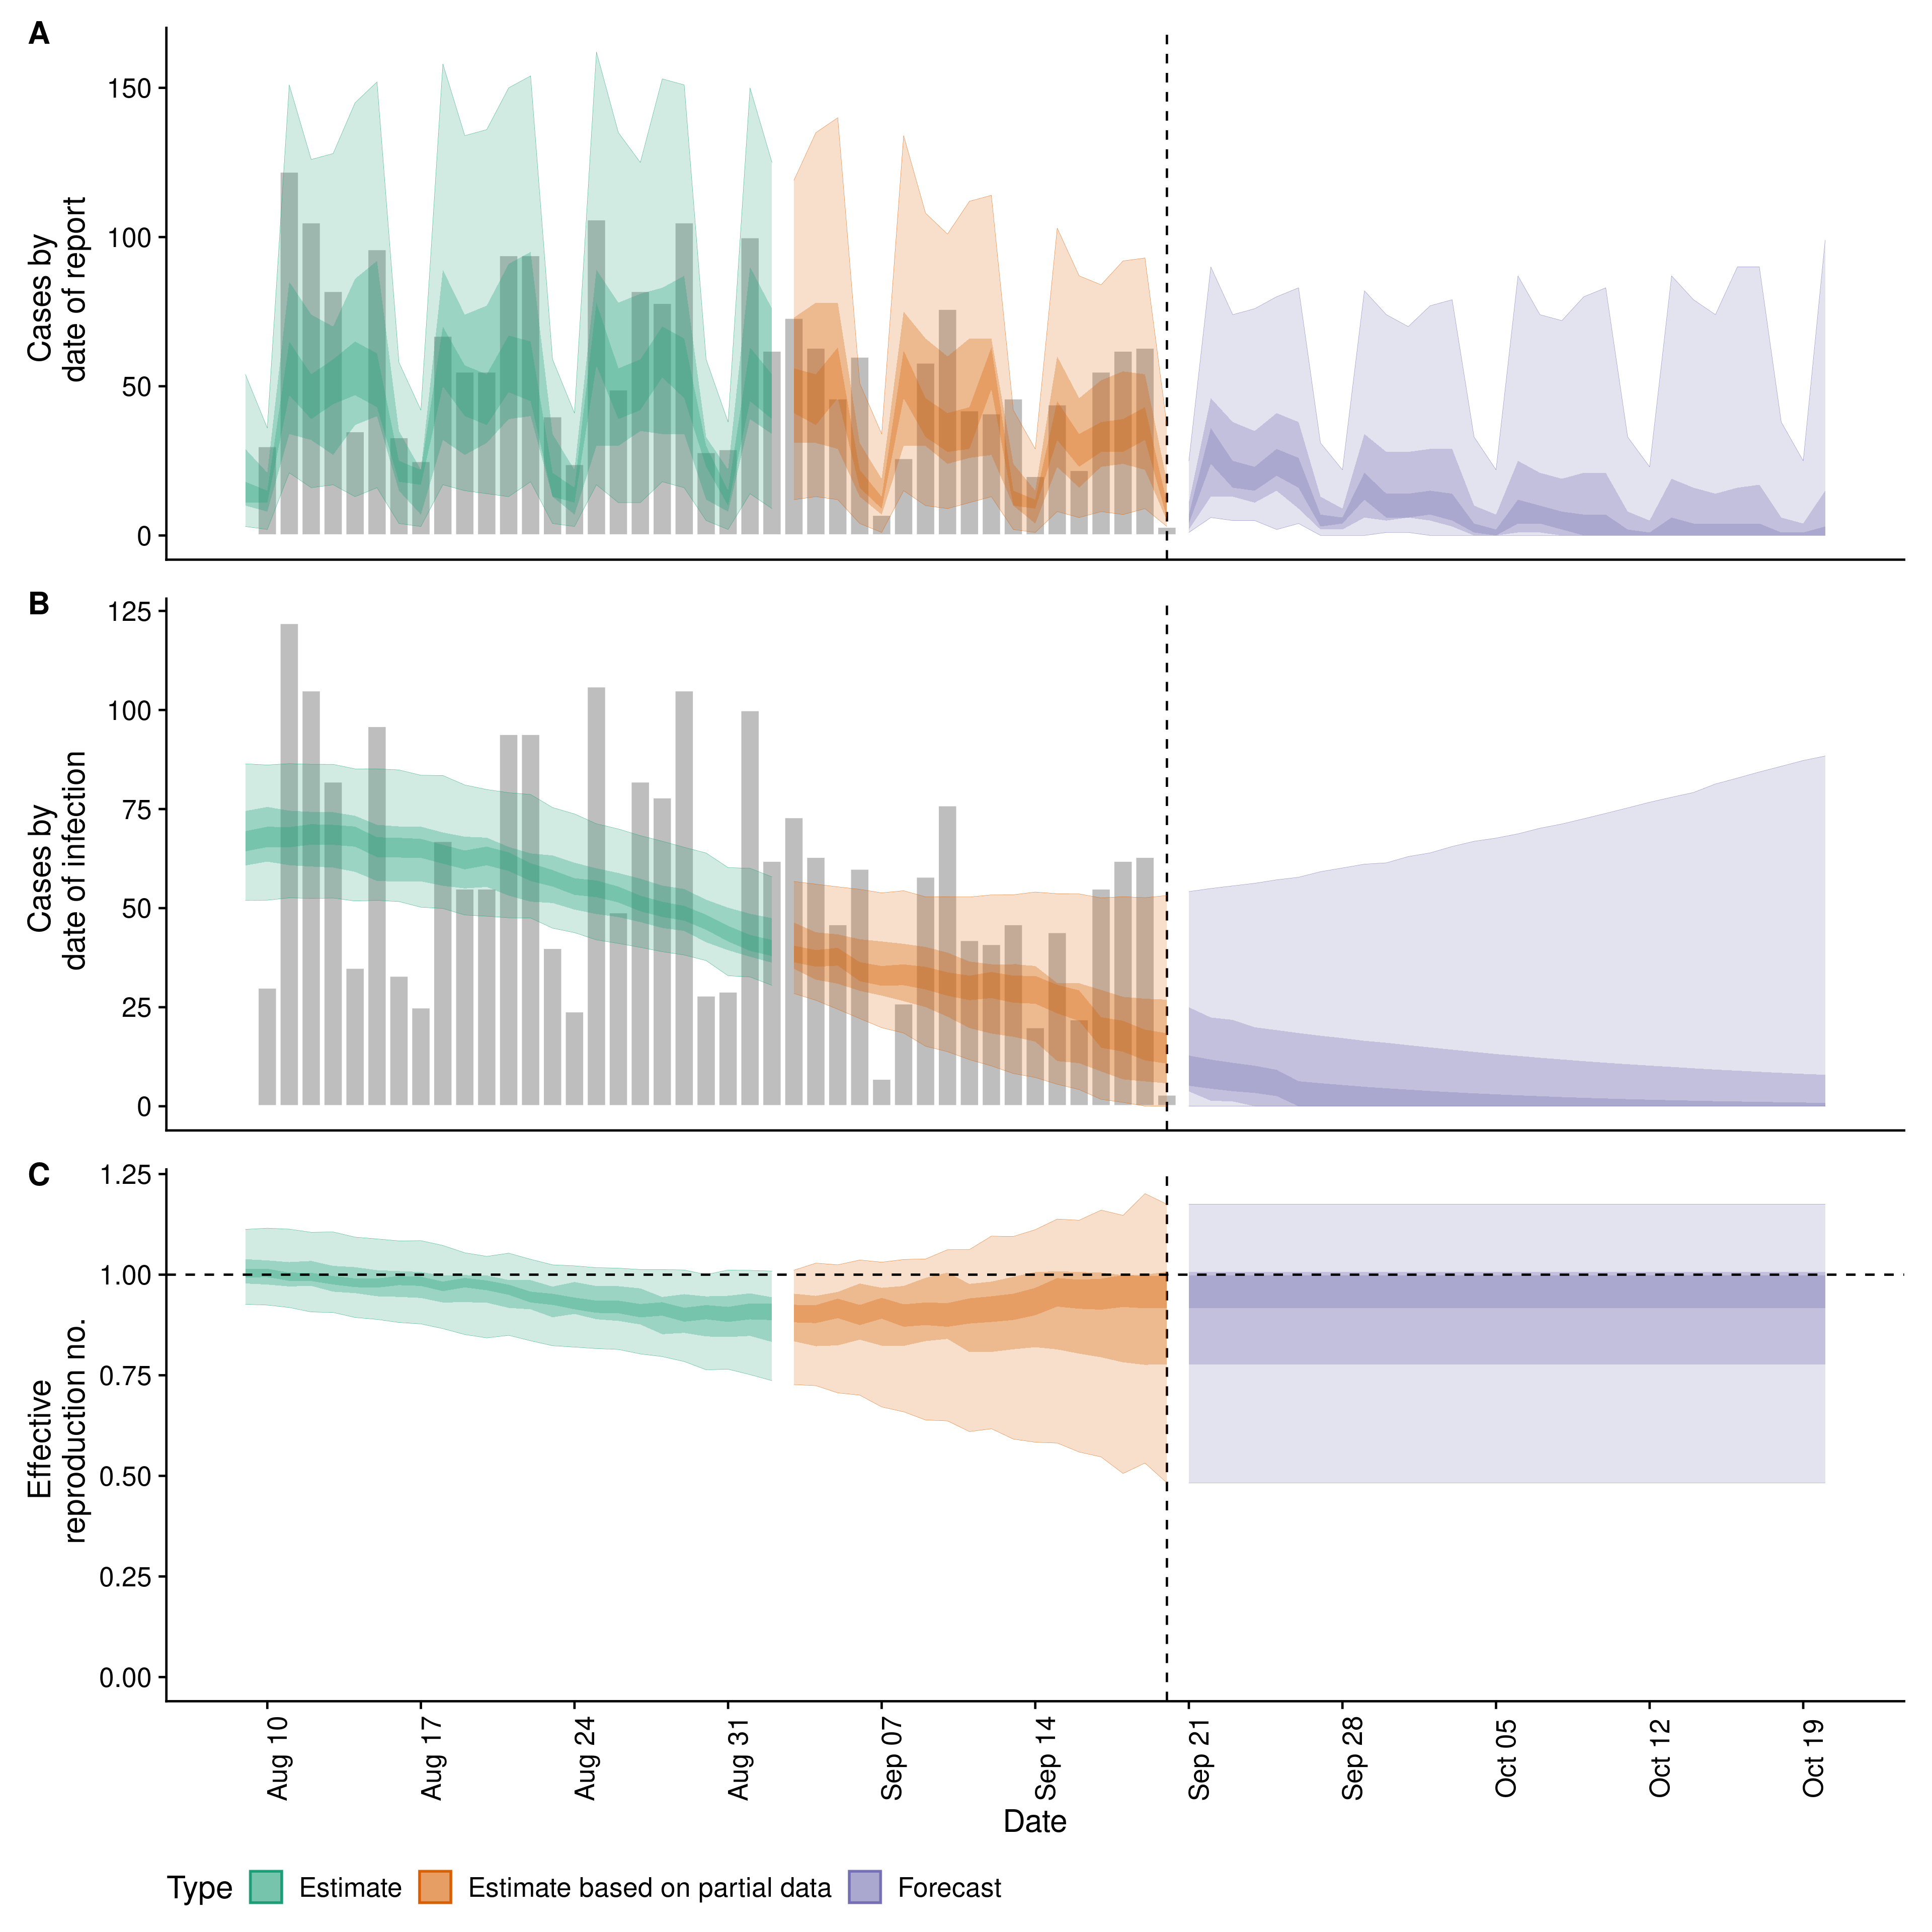 A
Cases by
date of report
150
100
50
0
B
Cases by
date of infection
125
100
75
50
25
0
C
Effective
reproduction no.
1.25
1.00
0.75
0.50
0.25
0.00
Aug 10
Aug 17
Aug 24
Aug 31
Sep 07
Sep 14
Sep 21
Sep 28
Oct 05
Oct 12
Oct 19
Date
Type Estimate Estimate based on partial data Forecast